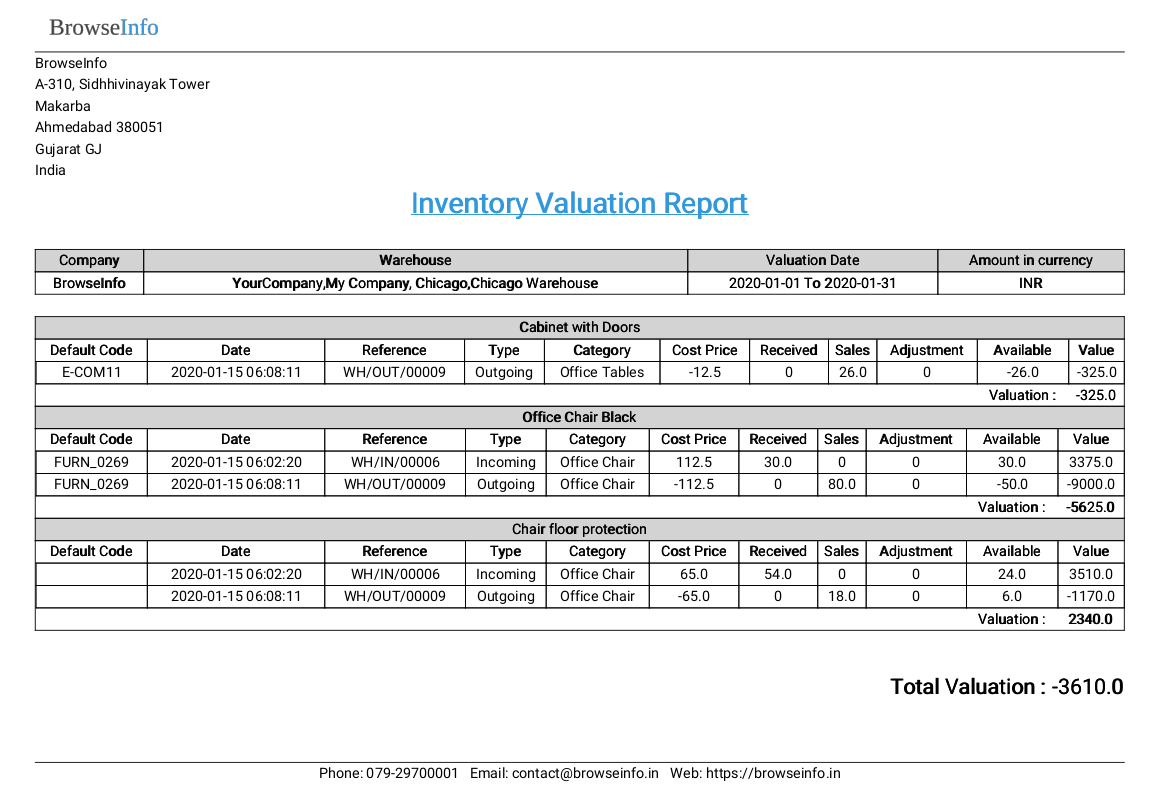 BrowseInfo
BrowseInfo
A-310, Sidhhivinayak Tower
Makarba
Ahmedabad 380051
Gujarat GJ
India
Inventory Valuation Report
Company Warehouse Valuation Date Amount in currency
BrowseInfo YourCompany,My Company, Chicago,Chicago Warehouse 2020-01-01 To 2020-01-31 INR
Cabinet with Doors
Default Code Date Reference Type Category Cost Price Received Sales Adjustment Available Value
E-COM11 2020-01-15 06:08:11 WH/OUT/00009 Outgoing Office Tables -12.5 0 26.0 0 -26.0 -325.0
Valuation : -325.0
Office Chair Black
Default Code Date Reference Type Category Cost Price Received Sales Adjustment Available Value
FURN_0269 2020-01-15 06:02:20 WH/IN/00006 Incoming Office Chair 112.5 30.0 0 0 30.0 3375.0
FURN_0269 2020-01-15 06:08:11 WH/OUT/00009 Outgoing Office Chair -112.5 0 80.0 0 -50.0 -9000.0
Valuation : -5625.0
Chair floor protection
Default Code Date Reference Type Category Cost Price Received Sales Adjustment Available Value
2020-01-15 06:02:20 WH/IN/00006 Incoming Office Chair 65.0 54.0 0 0 24.0 3510.0
2020-01-15 06:08:11 WH/OUT/00009 Outgoing Office Chair -65.0 0 18.0 0 6.0 -1170.0
Valuation : 2340.0
Total Valuation : -3610.0
Phone: 079-29700001 Email: contact@browseinfo.in Web: https://browseinfo.in